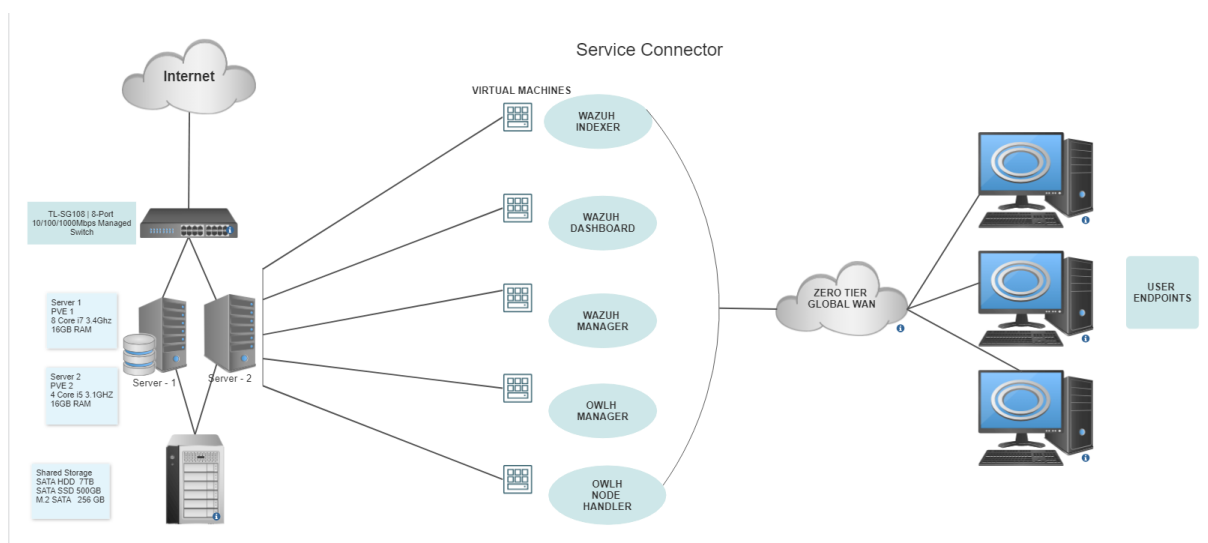 Service Connector
Internet
VIRTUAL MACHINES
WAZUH
INDEXER
TL-SG108 | 8-Port
10/100/1000Mbps Managed
Switch
WAZUH
DASHBOARD
Server 1
PVE 1
8 Core i7 3.4Ghz
16GB RAM
WAZUH
MANAGER
ZERO TIER
GLOBAL WAN
USER
ENDPOINTS
Server - 1
Server - 2
Server 2
PVE 2
4 Core i5 3.1GHZ
16GB RAM
OWLH
MANAGER
Shared Storage
SATA HDD 7TB
SATA SSD 500GB
M.2 SATA 256 GB
OWLH
NODE
HANDLER